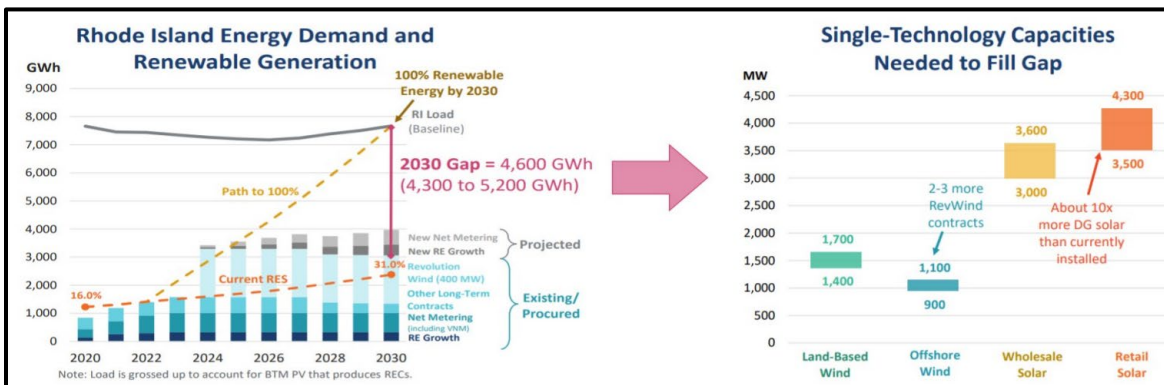 Rhode Island Energy Demand and
Renewable Generation
GWh
9,000
8,000
7,000
6,000
5,000
4,000
3,000
2,000
1,000
0
2020
2022
2024
2026
2028
2030
100% Renewable
Energy by 2030
RI Load
(Baseline)
2030 Gap = 4,600 GWh
(4,300 to 5,200 GWh)
Path to 100%
Current RES
16.0%
31.0%
New Net Metering
New RE Growth
Projected
Revolution
Wind (400 MW)
Other Long-Term
Contracts
Net Metering
(including VNM)
RE Growth
Existing/
Procured
Note: Load is grossed up to account for BTM PV that produces RECs.
Single-Technology Capacities
Needed to Fill Gap
MW
4,500
4,000
3,500
3,000
2,500
2,000
1,500
1,000
500
0
1,700
1,400
2-3 more
RevWind
contracts
1,100
900
3,600
3,000
4,300
3,500
About 10x
more DG solar
than currently
installed
Land-Based
Wind
Offshore
Wind
Wholesale
Solar
Retail
Solar